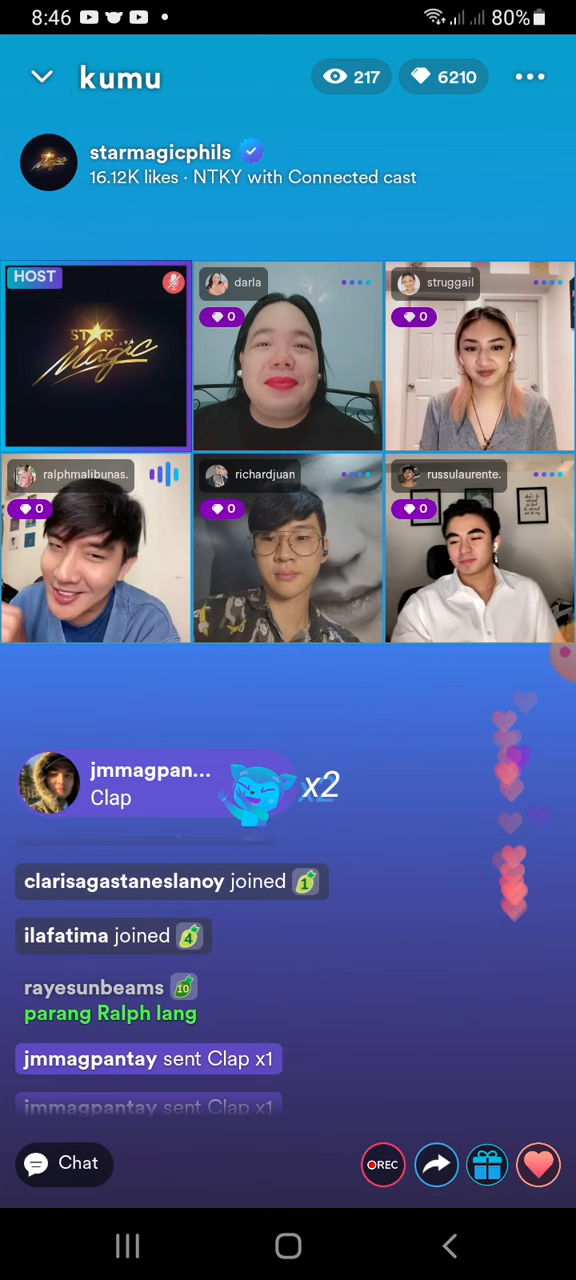 8:46
80%
kumu
217
6210
starmagicphils
16.12K likes · NTKY with Connected cast
HOST
STAR
Magic
darla
0
struggail
0
ralphmalibunas.
0
richardjuan
0
russulaurente.
0
jmmagpan...
Clap
x2
clarisagastaneslanoy joined 1
ilafatima joined 4
rayesunbeams 10
parang Ralph lang
jmmagpantay sent Clap x1
jmmagpantay sent Clap x1
Chat
REC